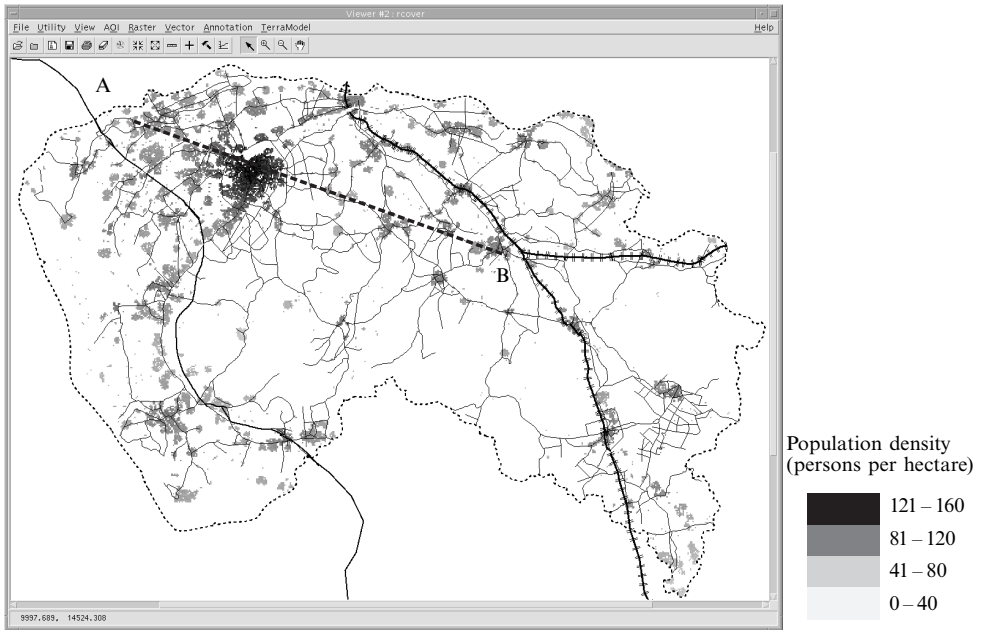 Viewer #2 : rcover
File Utility View AOI Raster Vector Annotation TerraModel Help
A
B
Population density
(persons per hectare)
121 – 160
81 – 120
41 – 80
0 – 40
9997.689, 14524.308